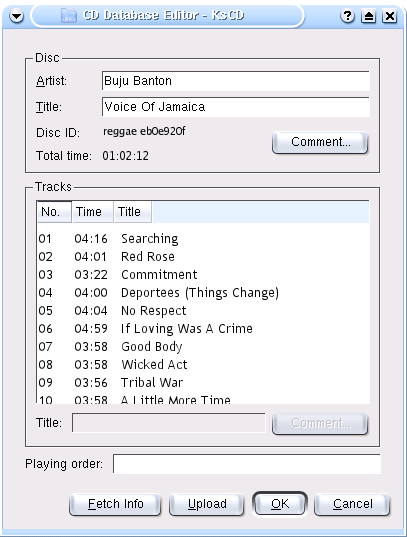 CD Database Editor - KsCD
Disc
Artist: Buju Banton
Title: Voice Of Jamaica
Disc ID: reggae eb0e920f
Comment...
Total time: 01:02:12
Tracks
No. Time Title
01 04:16 Searching
02 04:01 Red Rose
03 03:22 Commitment
04 04:00 Deportees (Things Change)
05 04:04 No Respect
06 04:59 If Loving Was A Crime
07 03:58 Good Body
08 03:58 Wicked Act
09 03:56 Tribal War
10 03:58 A Little More Time
Title: Comment...
Playing order:
Fetch Info Upload OK Cancel